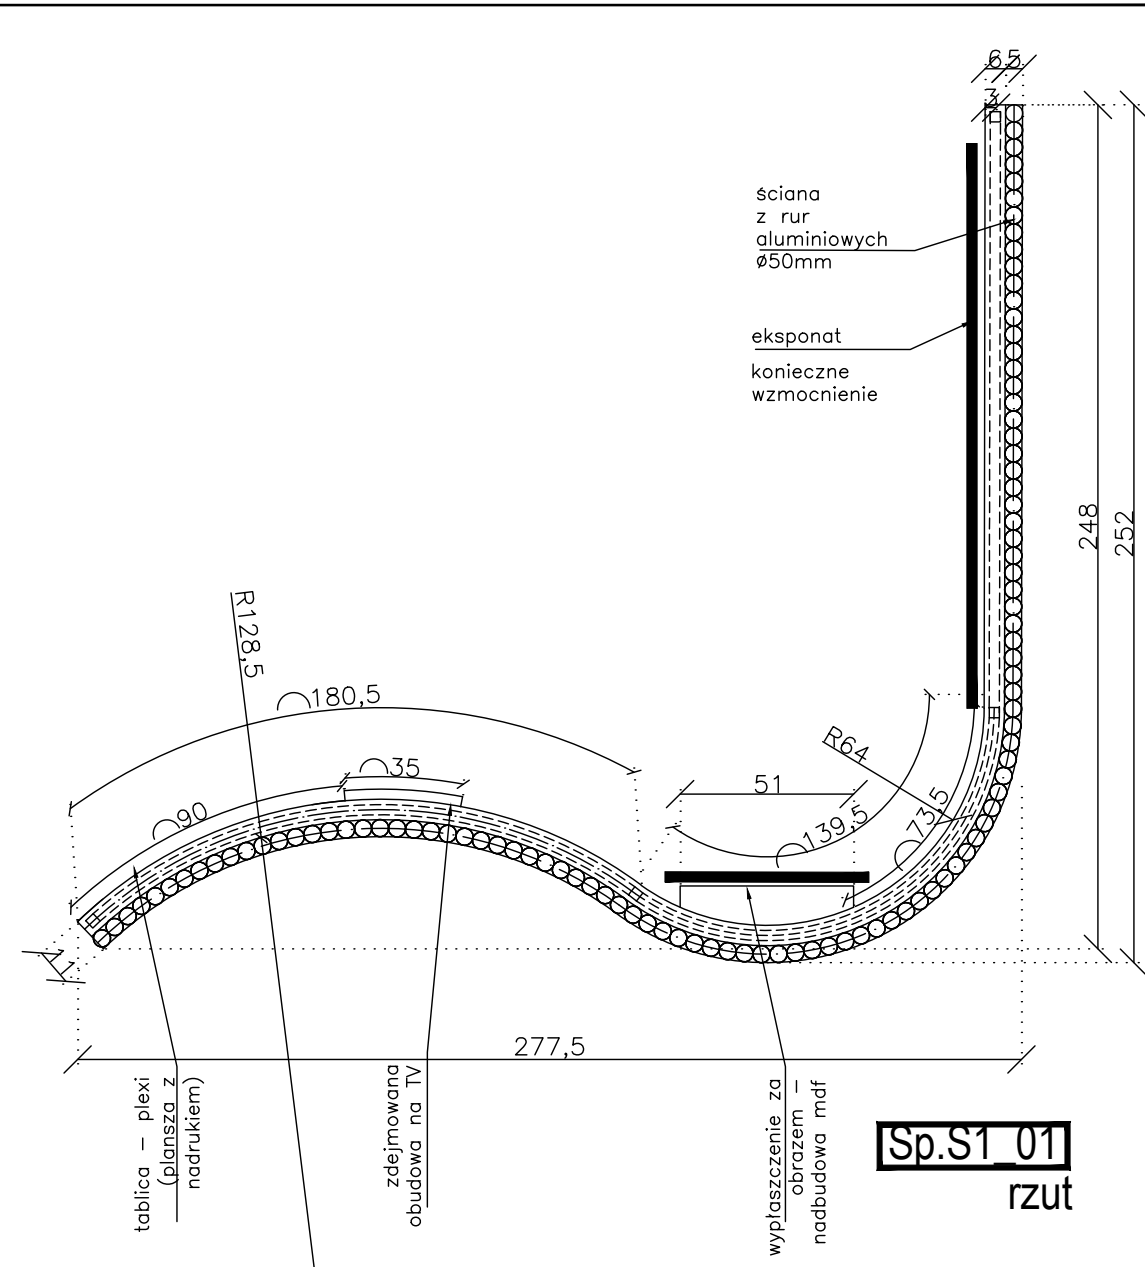 65
3
ściana
z rur
aluminiowych
ø50mm
eksponat
konieczne
wzmocnienie
248
252
R128,5
180,5
35
90
R64
51
139,5
73,5
11
277,5
tablica – plexi
(plansza z
nadrukiem)
zdejmowana
obudowa na TV
wypłaszczenie za
obrazem –
nadbudowa mdf
Sp.S1_01
rzut